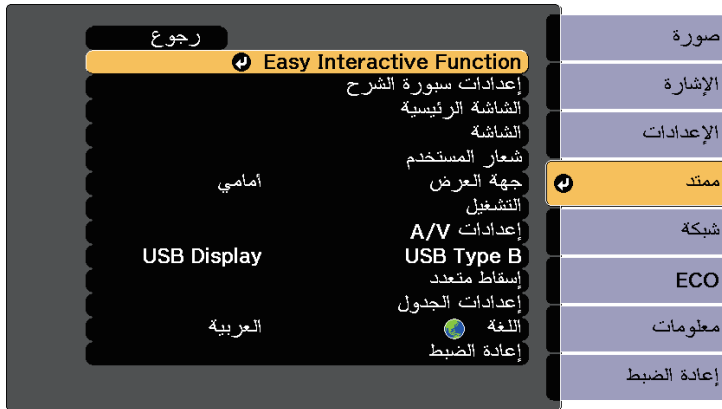 صورة
الإشارة
الإعدادات
ممتد
شبكة
ECO
معلومات
إعادة الضبط
رجوع
Easy Interactive Function
إعدادات سبورة الشرح
الشاشة الرئيسية
الشاشة
شعار المستخدم
جهة العرض أمامي
التشغيل
إعدادات A/V
USB Type B USB Display
إسقاط متعدد
إعدادات الجدول
اللغة العربية
إعادة الضبط